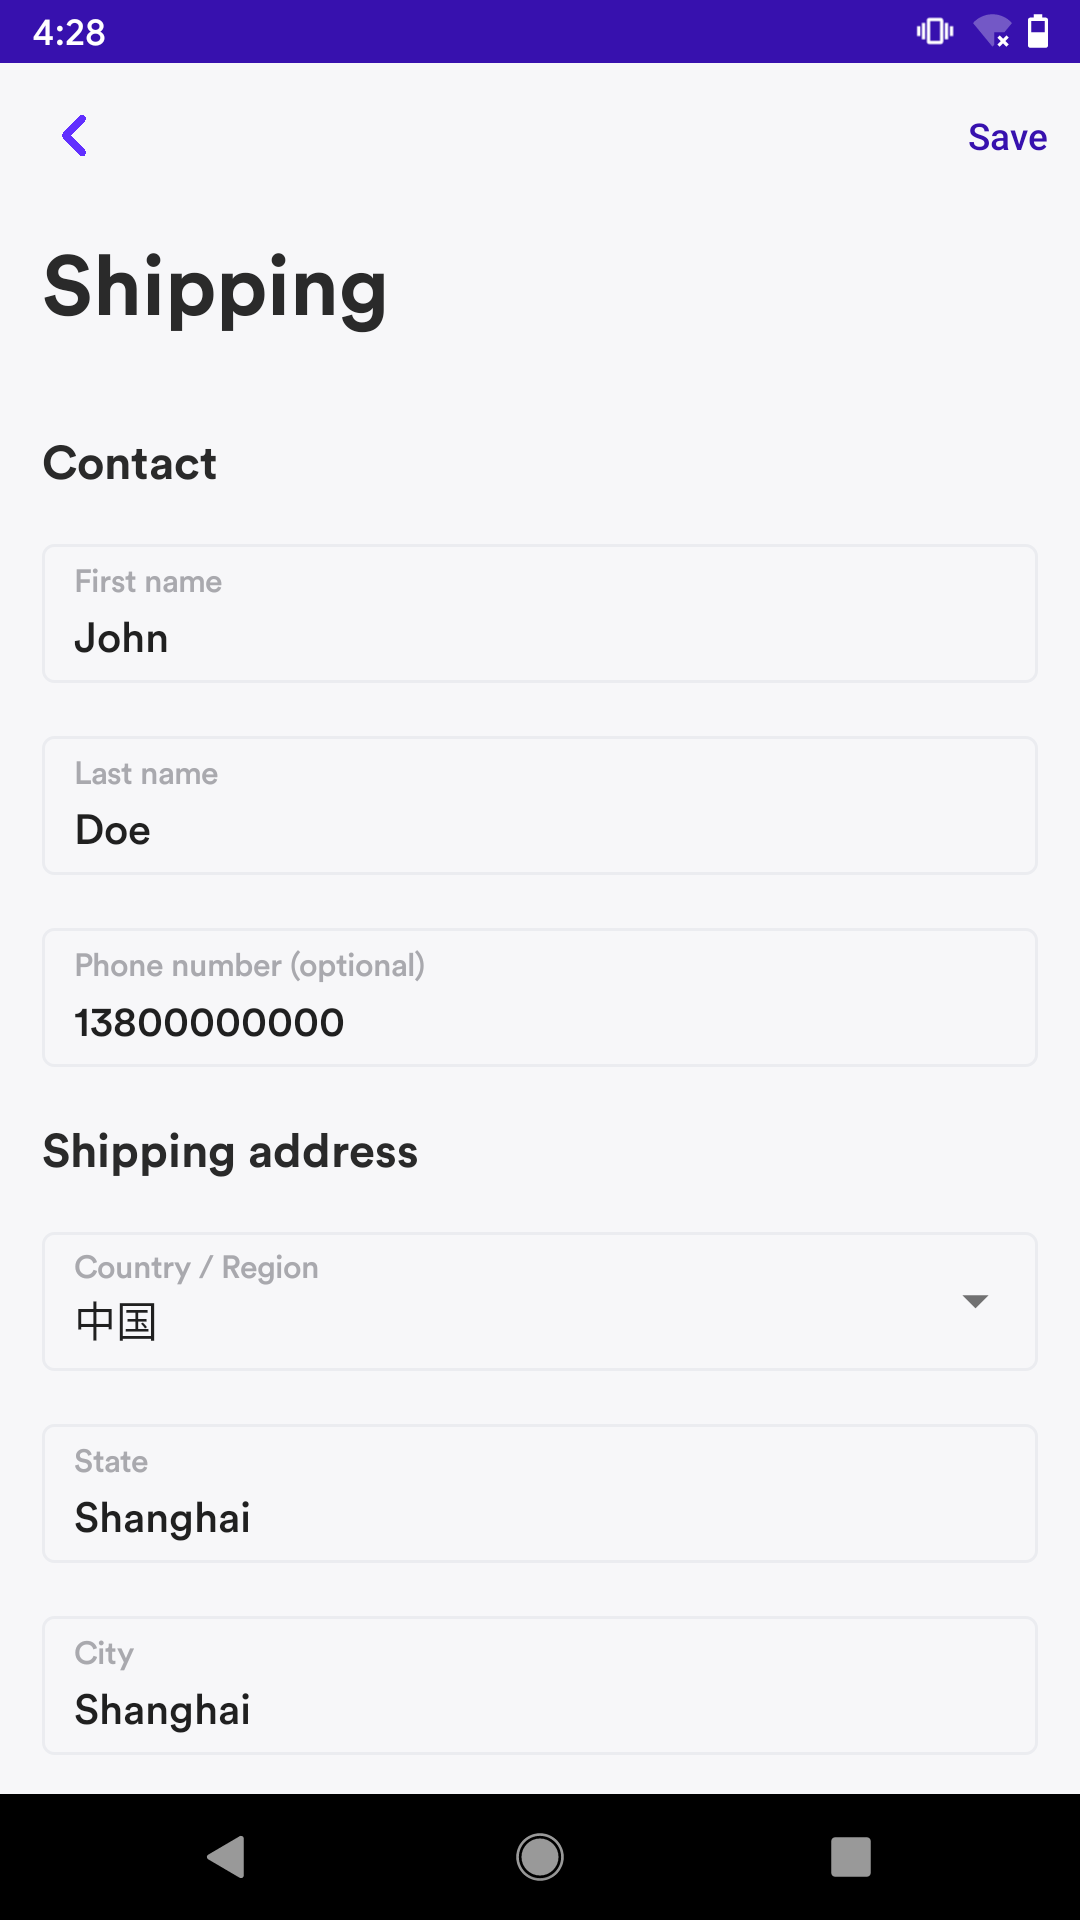 4:28
Save
Shipping
Contact
First name
John
Last name
Doe
Phone number (optional)
13800000000
Shipping address
Country / Region
中国
State
Shanghai
City
Shanghai